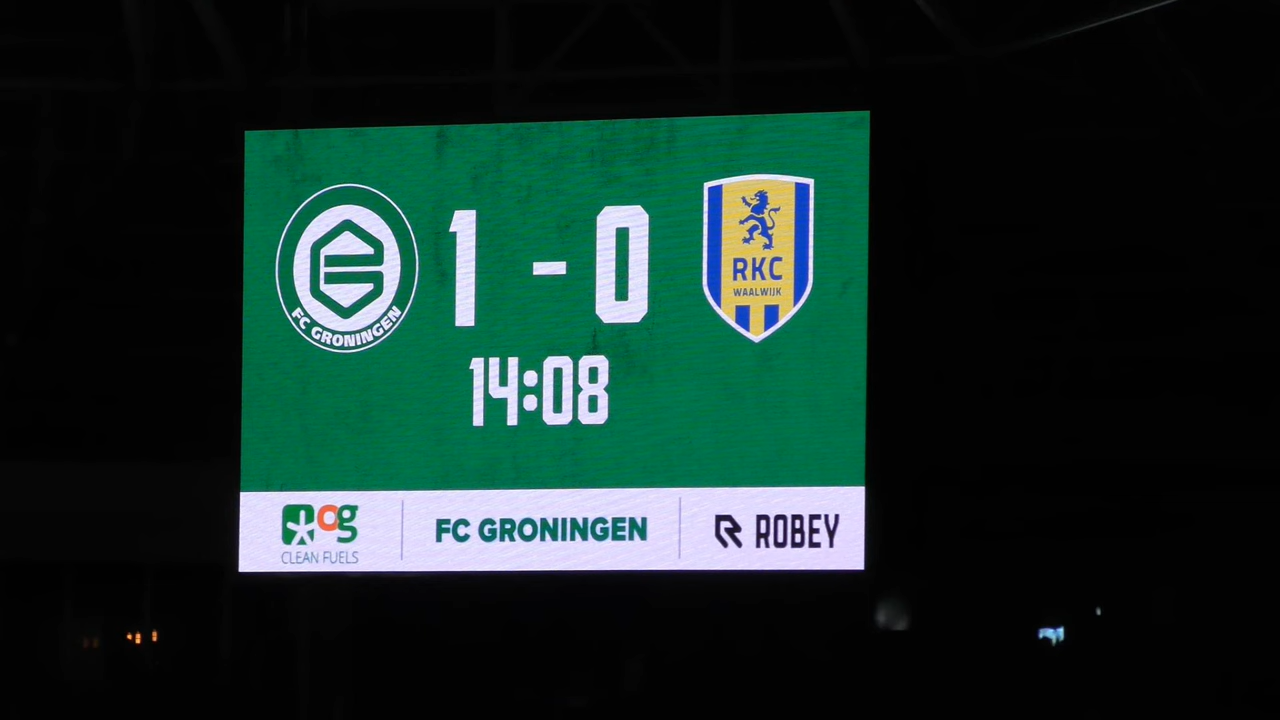 1 - 0
FC GRONINGEN
RKC
WAALWIJK
14:08
og
CLEAN FUELS
FC GRONINGEN
ROBEY